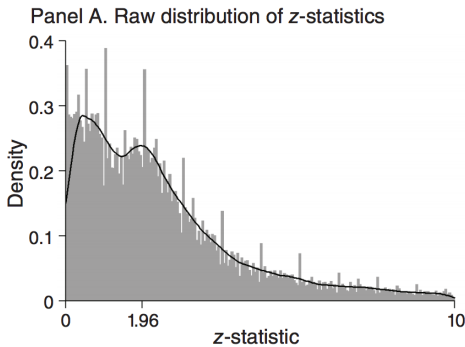 Panel A. Raw distribution of z-statistics
0.4
0.3
0.2
0.1
0
Density
0 1.96 10
z-statistic